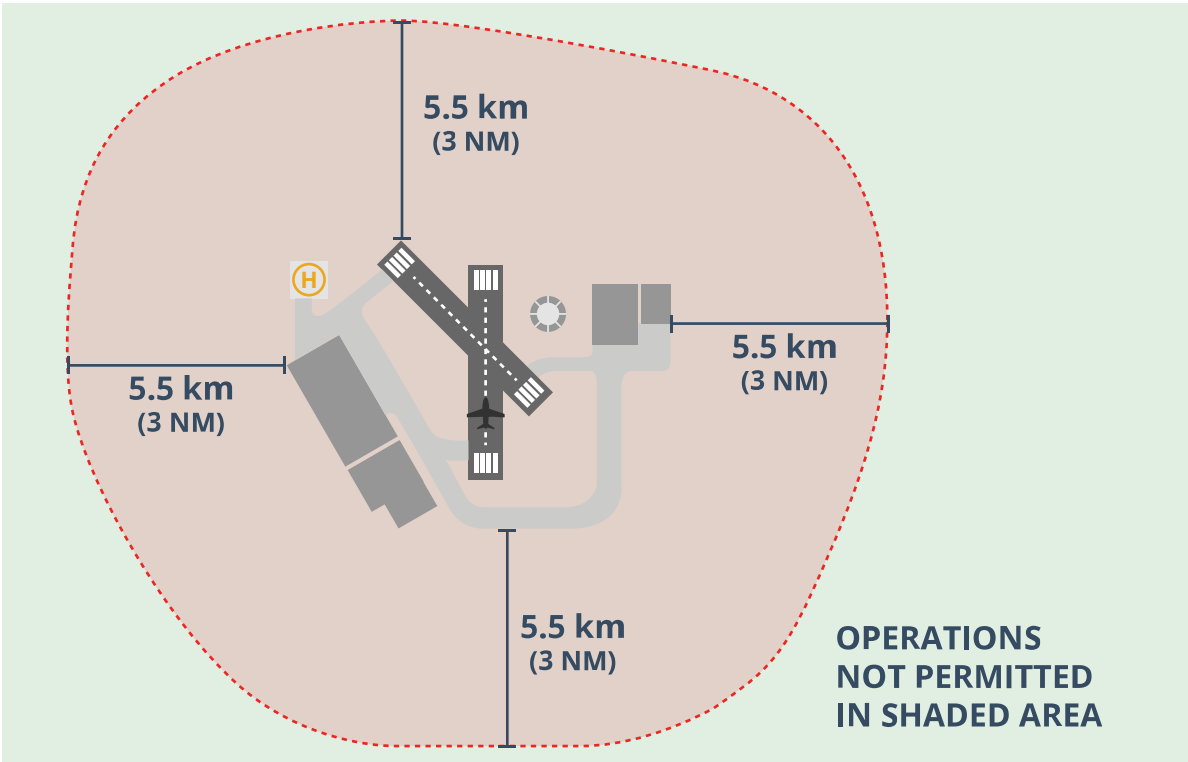 5.5 km
(3 NM)
H
5.5 km
(3 NM)
5.5 km
(3 NM)
5.5 km
(3 NM)
OPERATIONS
NOT PERMITTED
IN SHADED AREA